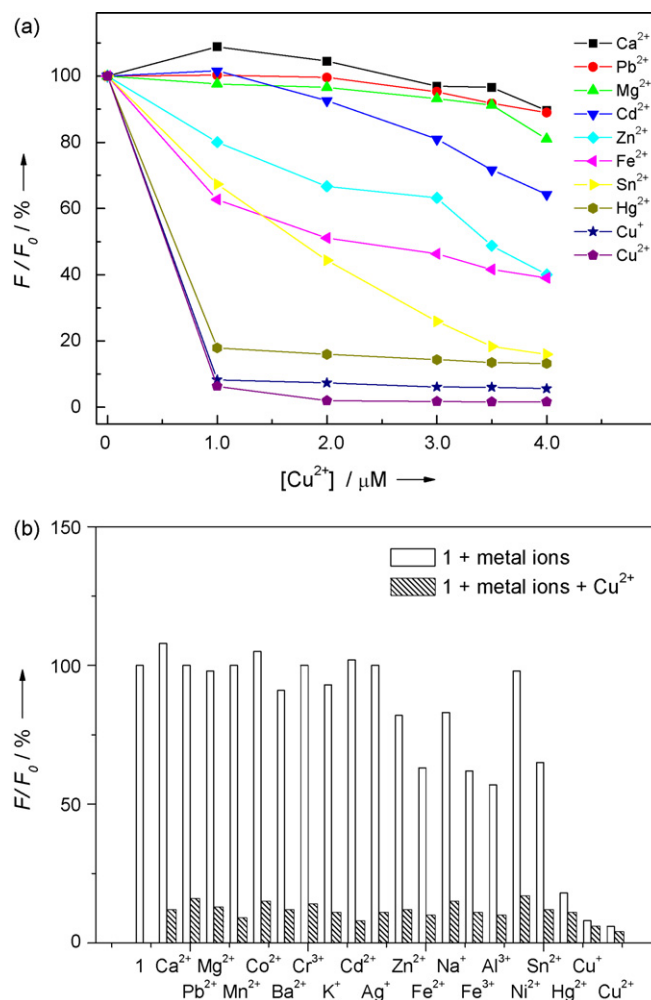 (a)
100
80
60
40
20
0
F / F₀ / % →
0 1.0 2.0 3.0 4.0
[Cu²⁺] / μM →
Ca²⁺
Pb²⁺
Mg²⁺
Cd²⁺
Zn²⁺
Fe²⁺
Sn²⁺
Hg²⁺
Cu⁺
Cu²⁺
(b)
150
100
50
0
F / F₀ / % →
1 + metal ions
1 + metal ions + Cu²⁺
1 Ca²⁺ Mg²⁺ Co²⁺ Cr³⁺ Cd²⁺ Zn²⁺ Na⁺ Al³⁺ Sn²⁺ Cu⁺
Pb²⁺ Mn²⁺ Ba²⁺ K⁺ Ag⁺ Fe²⁺ Fe³⁺ Ni²⁺ Hg²⁺ Cu²⁺